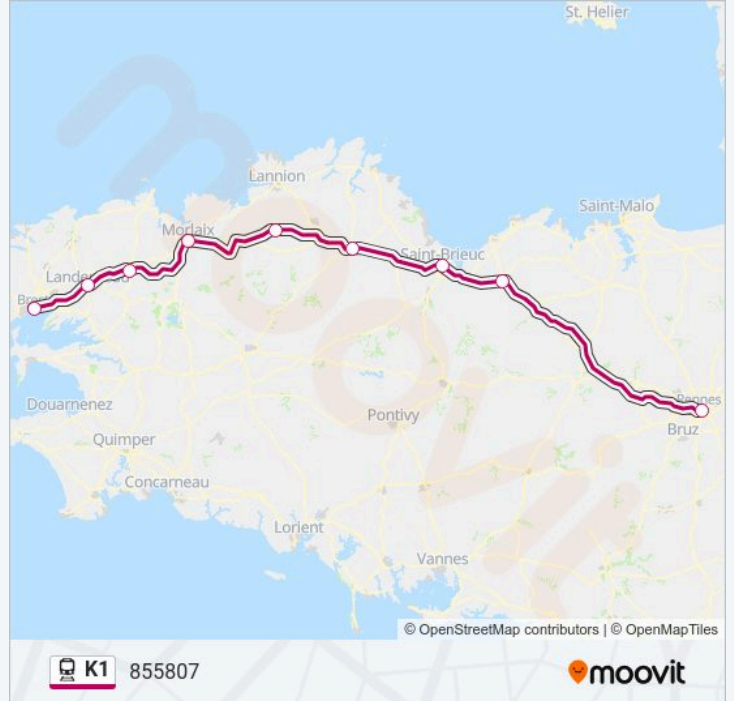 St. Helier
Lannion
Saint-Malo
Morlaix
Saint-Brieuc
Rennes
Douarnenez
Pontivy
Bruz
Quimper
Concarneau
Lorient
Vannes
© OpenStreetMap contributors | © OpenMapTiles
K1 855807
moovit